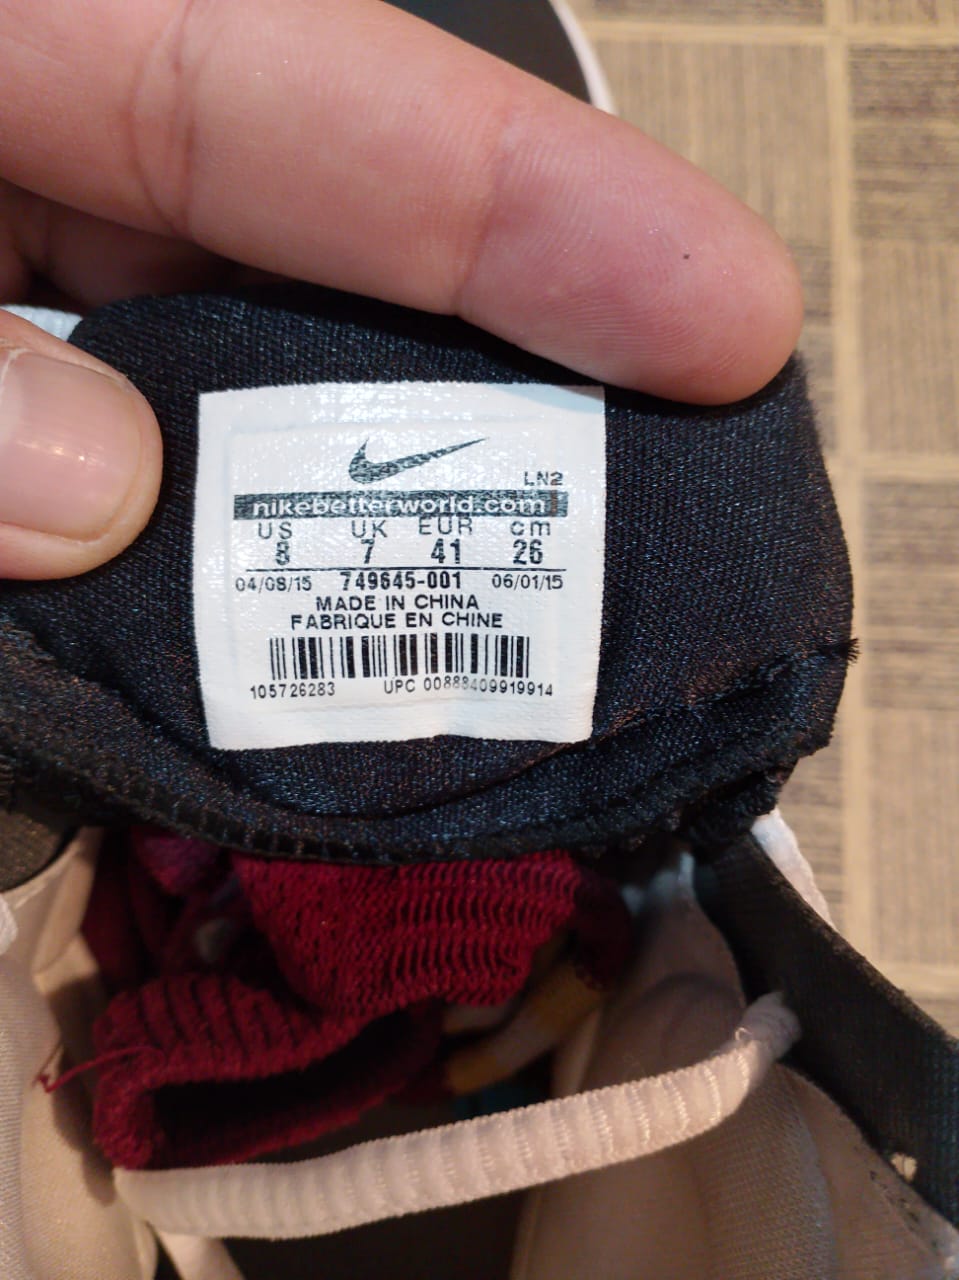 LN2
nikebetterworld.com
US UK EUR cm
8 7 41 26
04/08/15 749645-001 06/01/15
MADE IN CHINA
FABRIQUE EN CHINE
105726283 UPC 00888409919914